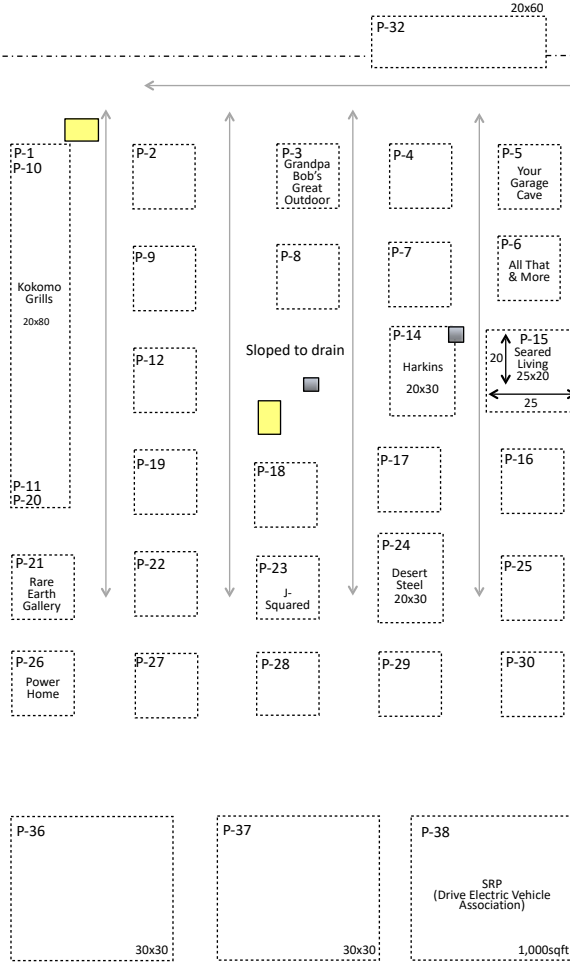 20x60
P-32
P-1
P-10
Kokomo
Grills
20x80
P-11
P-20
P-2
P-3
Grandpa
Bob's
Great
Outdoor
P-4
P-5
Your
Garage
Cave
P-9
P-8
P-7
P-6
All That
& More
P-12
Sloped to drain
P-14
Harkins
20x30
P-15
Seared
Living
25x20
20
25
P-19
P-18
P-17
P-16
P-21
Rare
Earth
Gallery
P-22
P-23
J-
Squared
P-24
Desert
Steel
20x30
P-25
P-26
Power
Home
P-27
P-28
P-29
P-30
P-36
30x30
P-37
30x30
P-38
SRP
(Drive Electric Vehicle
Association)
1,000sqft